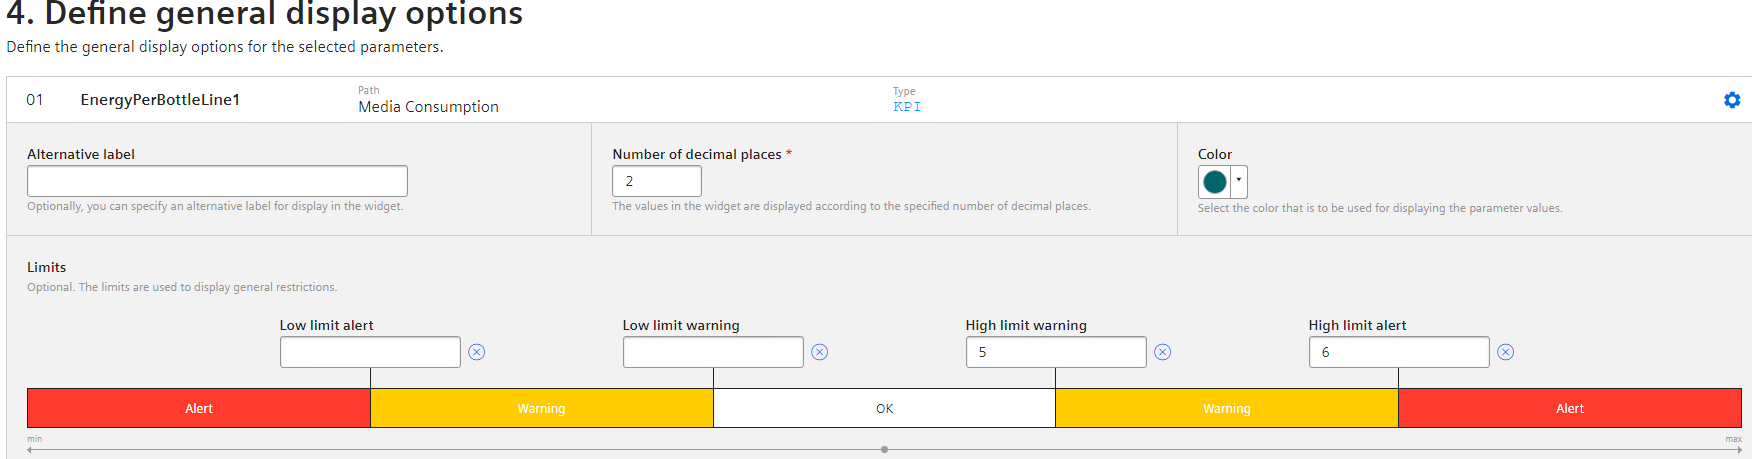 4. Define general display options
Define the general display options for the selected parameters.
01 EnergyPerBottleLine1 Path Media Consumption Type KPI
Alternative label
Optionally, you can specify an alternative label for display in the widget.
Number of decimal places *
2
The values in the widget are displayed according to the specified number of decimal places.
Color
Select the color that is to be used for displaying the parameter values.
Limits
Optional. The limits are used to display general restrictions.
Low limit alert Low limit warning High limit warning High limit alert
5 6
Alert Warning OK Warning Alert
min max